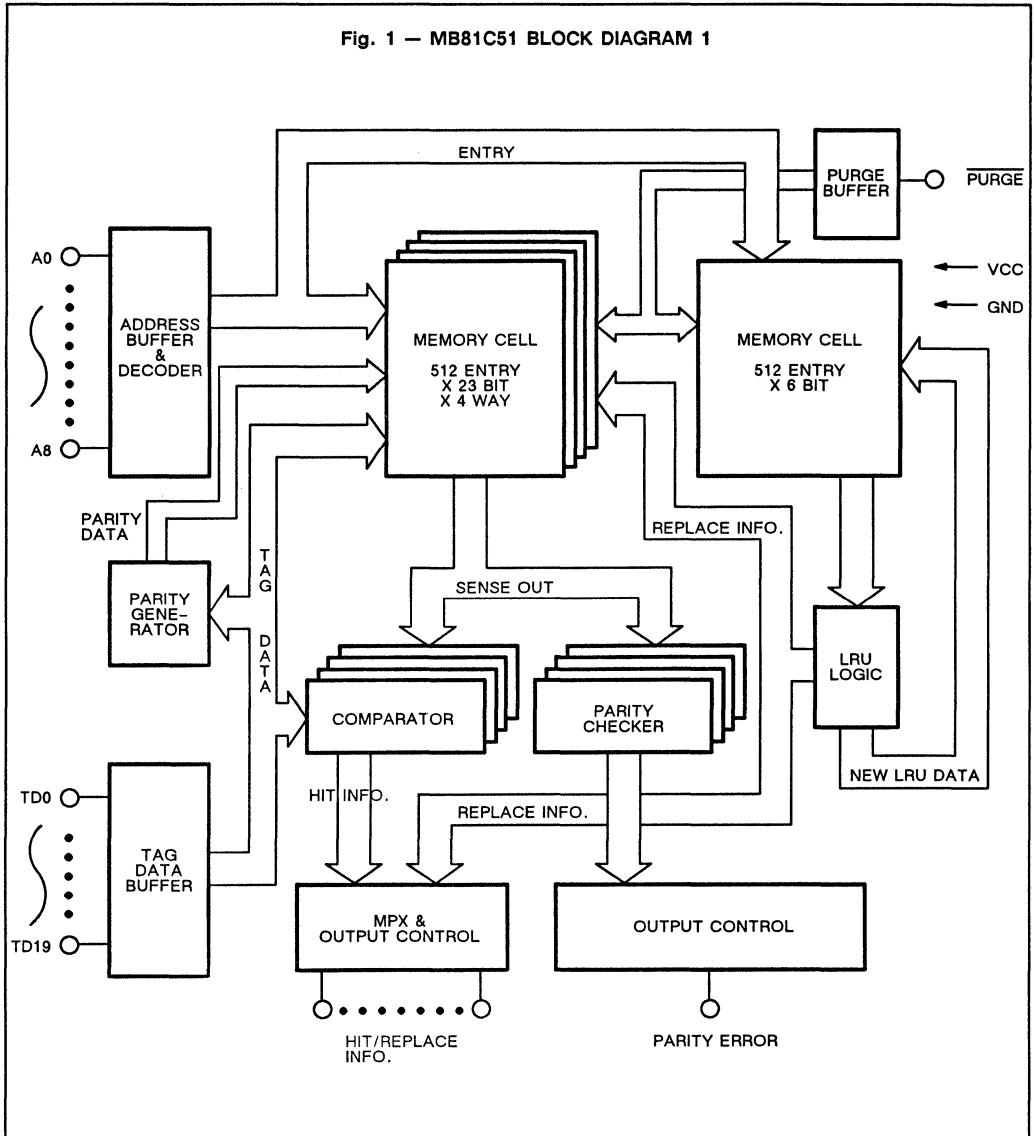 Fig. 1 — MB81C51 BLOCK DIAGRAM 1
ENTRY
PURGE
BUFFER
PURGE
A0
VCC
GND
ADDRESS
BUFFER
&
DECODER
MEMORY CELL
512 ENTRY
X 23 BIT
X 4 WAY
MEMORY CELL
512 ENTRY
X 6 BIT
A8
PARITY
DATA
REPLACE INFO.
TAG
DATA
PARITY
GENE-
RATOR
SENSE OUT
LRU
LOGIC
COMPARATOR
PARITY
CHECKER
NEW LRU DATA
TD0
HIT INFO.
REPLACE INFO.
TAG
DATA
BUFFER
MPX &
OUTPUT CONTROL
OUTPUT CONTROL
TD19
HIT/REPLACE
INFO.
PARITY ERROR